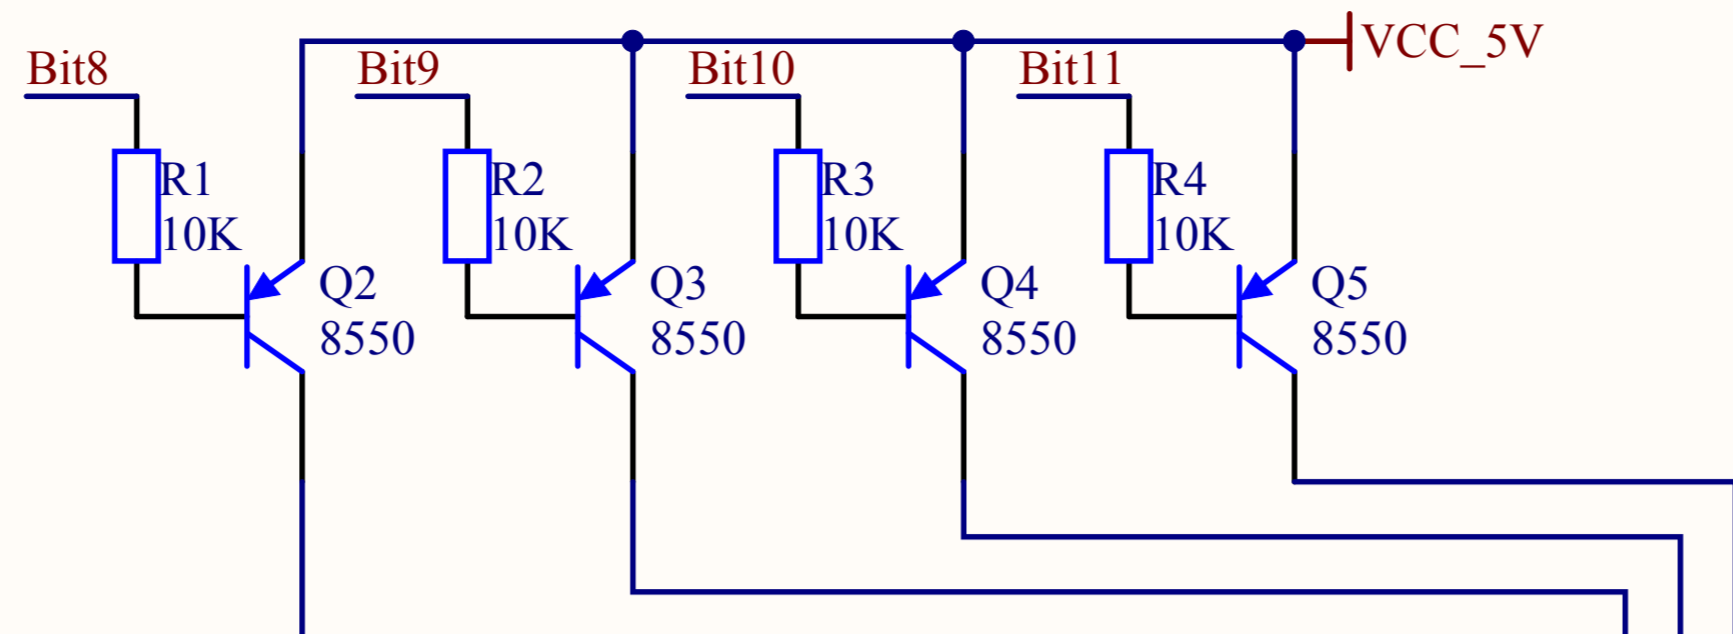 VCC_5V
Bit8
Bit9
Bit10
Bit11
R1
10K
R2
10K
R3
10K
R4
10K
Q2
8550
Q3
8550
Q4
8550
Q5
8550